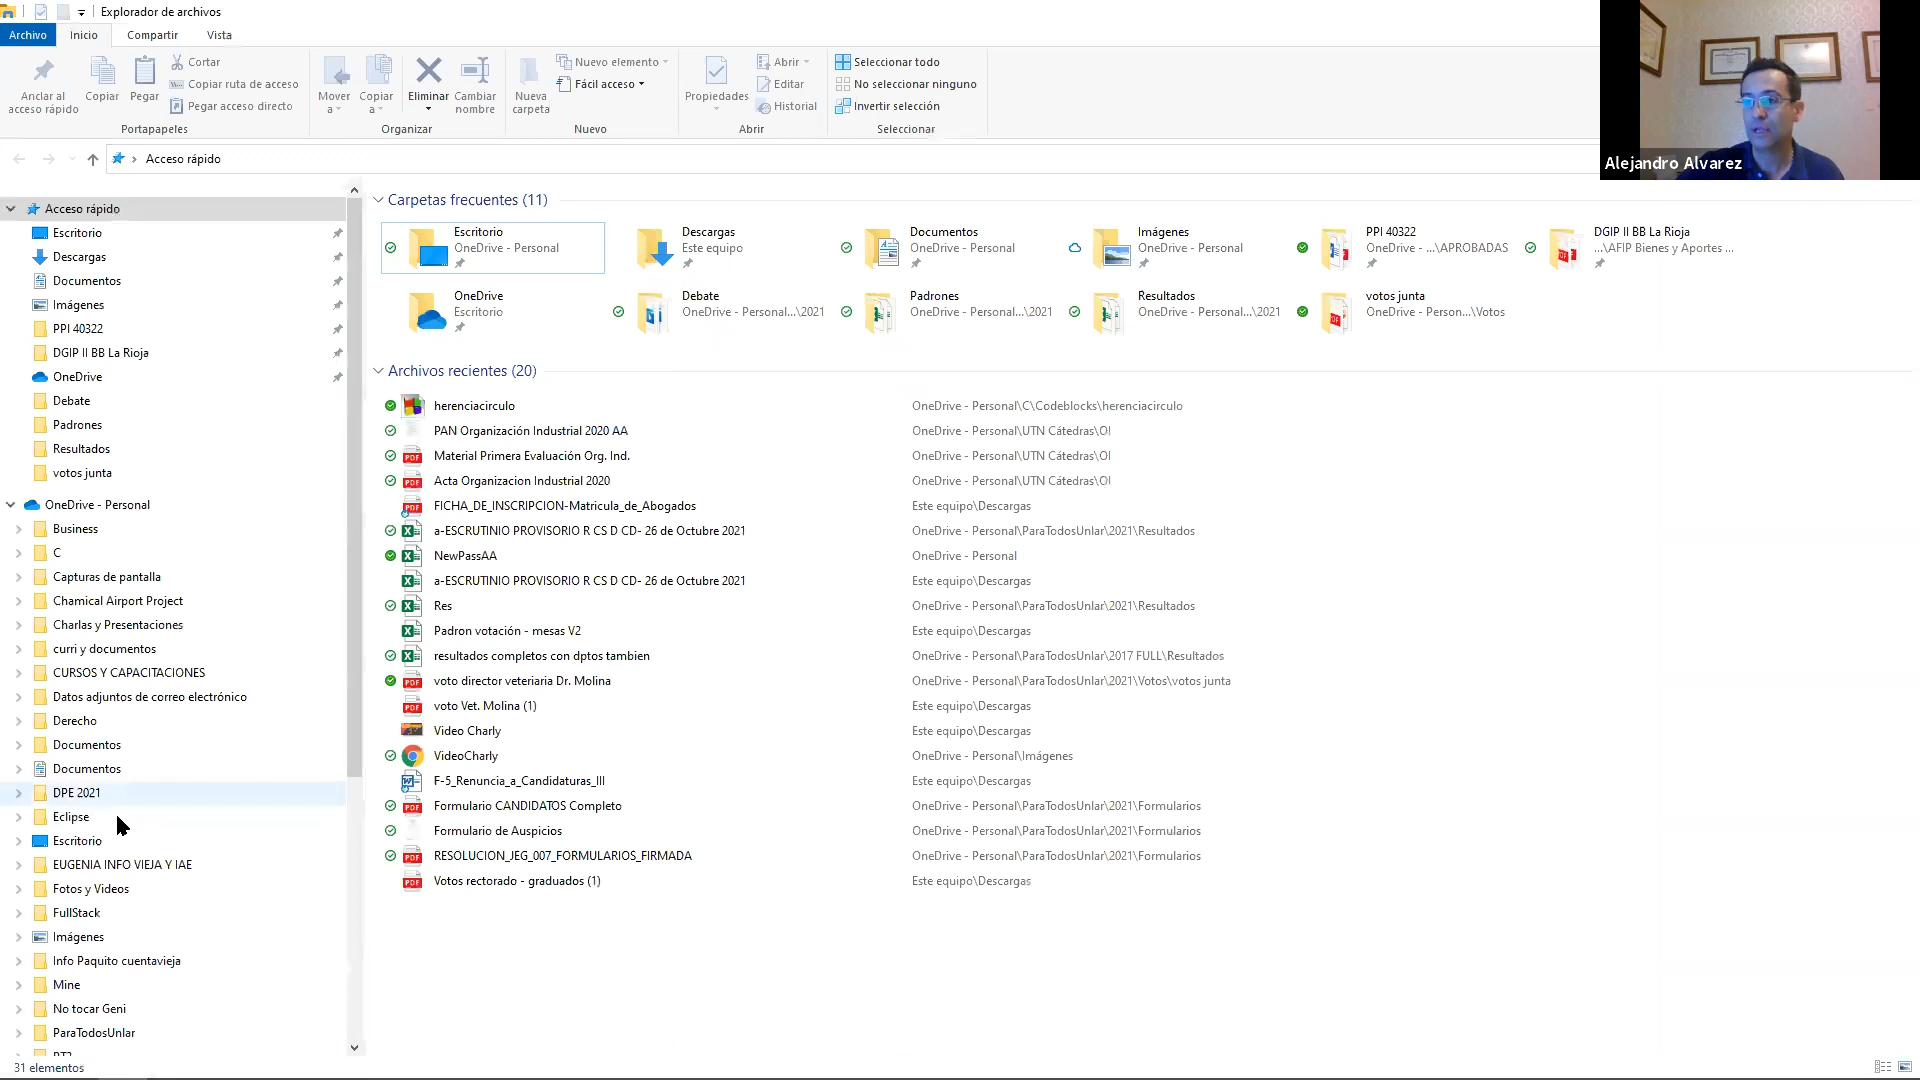 Explorador de archivos
Archivo
Inicio
Compartir
Vista
Anclar al
acceso rápido
Copiar
Pegar
Cortar
Copiar ruta de acceso
Pegar acceso directo
Portapapeles
Mover
a
Copiar
a
Eliminar
Cambiar
nombre
Organizar
Nueva
carpeta
Nuevo elemento
Fácil acceso
Nuevo
Propiedades
Abrir
Editar
Historial
Abrir
Seleccionar todo
No seleccionar ninguno
Invertir selección
Seleccionar
Alejandro Alvarez
Acceso rápido
Acceso rápido
Escritorio
Descargas
Documentos
Imágenes
PPI 40322
DGIP II BB La Rioja
OneDrive
Debate
Padrones
Resultados
votos junta
OneDrive - Personal
Business
C
Capturas de pantalla
Chamical Airport Project
Charlas y Presentaciones
curri y documentos
CURSOS Y CAPACITACIONES
Datos adjuntos de correo electrónico
Derecho
Documentos
Documentos
DPE 2021
Eclipse
Escritorio
EUGENIA INFO VIEJA Y IAE
Fotos y Videos
FullStack
Imágenes
Info Paquito cuentavieja
Mine
No tocar Geni
ParaTodosUnlar
31 elementos
Carpetas frecuentes (11)
Escritorio
OneDrive - Personal
Descargas
Este equipo
Documentos
OneDrive - Personal
Imágenes
OneDrive - Personal
PPI 40322
OneDrive - ...\APROBADAS
DGIP II BB La Rioja
...\AFIP Bienes y Aportes ...
OneDrive
Escritorio
Debate
OneDrive - Personal...\2021
Padrones
OneDrive - Personal...\2021
Resultados
OneDrive - Personal...\2021
votos junta
OneDrive - Person...\Votos
Archivos recientes (20)
herenciacirculo OneDrive - Personal\C\Codeblocks\herenciacirculo
PAN Organización Industrial 2020 AA OneDrive - Personal\UTN Cátedras\OI
Material Primera Evaluación Org. Ind. OneDrive - Personal\UTN Cátedras\OI
Acta Organizacion Industrial 2020 OneDrive - Personal\UTN Cátedras\OI
FICHA_DE_INSCRIPCION-Matricula_de_Abogados Este equipo\Descargas
a-ESCRUTINIO PROVISORIO R CS D CD- 26 de Octubre 2021 OneDrive - Personal\ParaTodosUnlar\2021\Resultados
NewPassAA OneDrive - Personal
a-ESCRUTINIO PROVISORIO R CS D CD- 26 de Octubre 2021 Este equipo\Descargas
Res OneDrive - Personal\ParaTodosUnlar\2021\Resultados
Padron votación - mesas V2 Este equipo\Descargas
resultados completos con dptos tambien OneDrive - Personal\ParaTodosUnlar\2017 FULL\Resultados
voto director veteriaria Dr. Molina OneDrive - Personal\ParaTodosUnlar\2021\Votos\votos junta
voto Vet. Molina (1) Este equipo\Descargas
Video Charly Este equipo\Descargas
VideoCharly OneDrive - Personal\Imágenes
F-5_Renuncia_a_Candidaturas_III Este equipo\Descargas
Formulario CANDIDATOS Completo OneDrive - Personal\ParaTodosUnlar\2021\Formularios
Formulario de Auspicios OneDrive - Personal\ParaTodosUnlar\2021\Formularios
RESOLUCION_JEG_007_FORMULARIOS_FIRMADA OneDrive - Personal\ParaTodosUnlar\2021\Formularios
Votos rectorado - graduados (1) Este equipo\Descargas